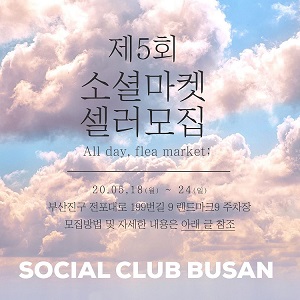 제5회
소셜마켓
셀러모집
All day, flea market;
20.05.18(월) ~ 24(일)
부산진구 전포대로 199번길 9 랜드마크9 주차장
모집방법 및 자세한 내용은 아래 글 참조
SOCIAL CLUB BUSAN